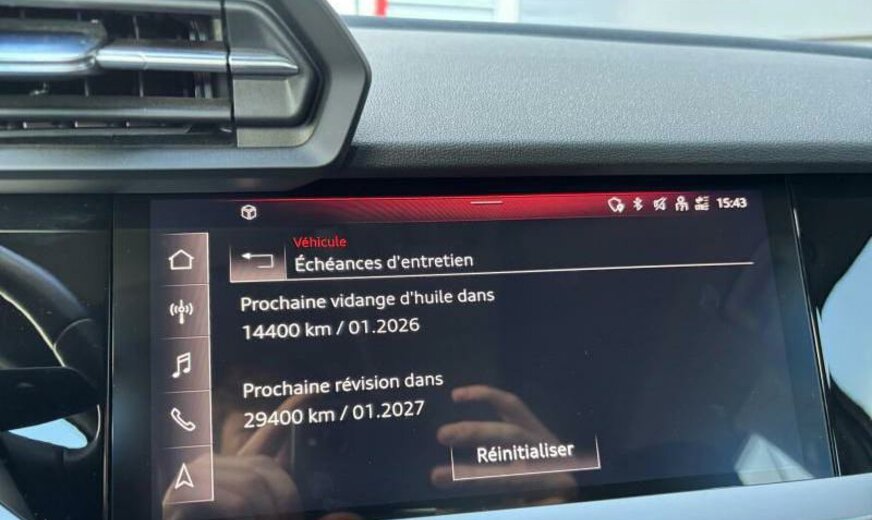 15:43
Véhicule
Échéances d'entretien
Prochaine vidange d'huile dans
14400 km / 01.2026
Prochaine révision dans
29400 km / 01.2027
Réinitialiser